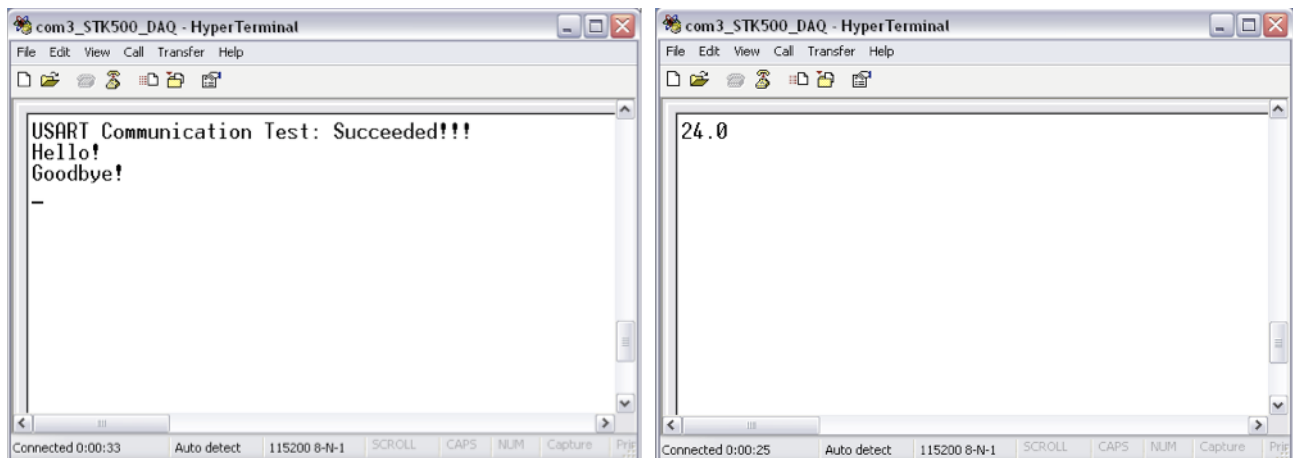 com3_STK500_DAQ - HyperTerminal
File Edit View Call Transfer Help
USART Communication Test: Succeeded!!!
Hello!
Goodbye!
_
Connected 0:00:33 Auto detect 115200 8-N-1 SCROLL CAPS NUM Capture
com3_STK500_DAQ - HyperTerminal
File Edit View Call Transfer Help
24.0
Connected 0:00:25 Auto detect 115200 8-N-1 SCROLL CAPS NUM Capture